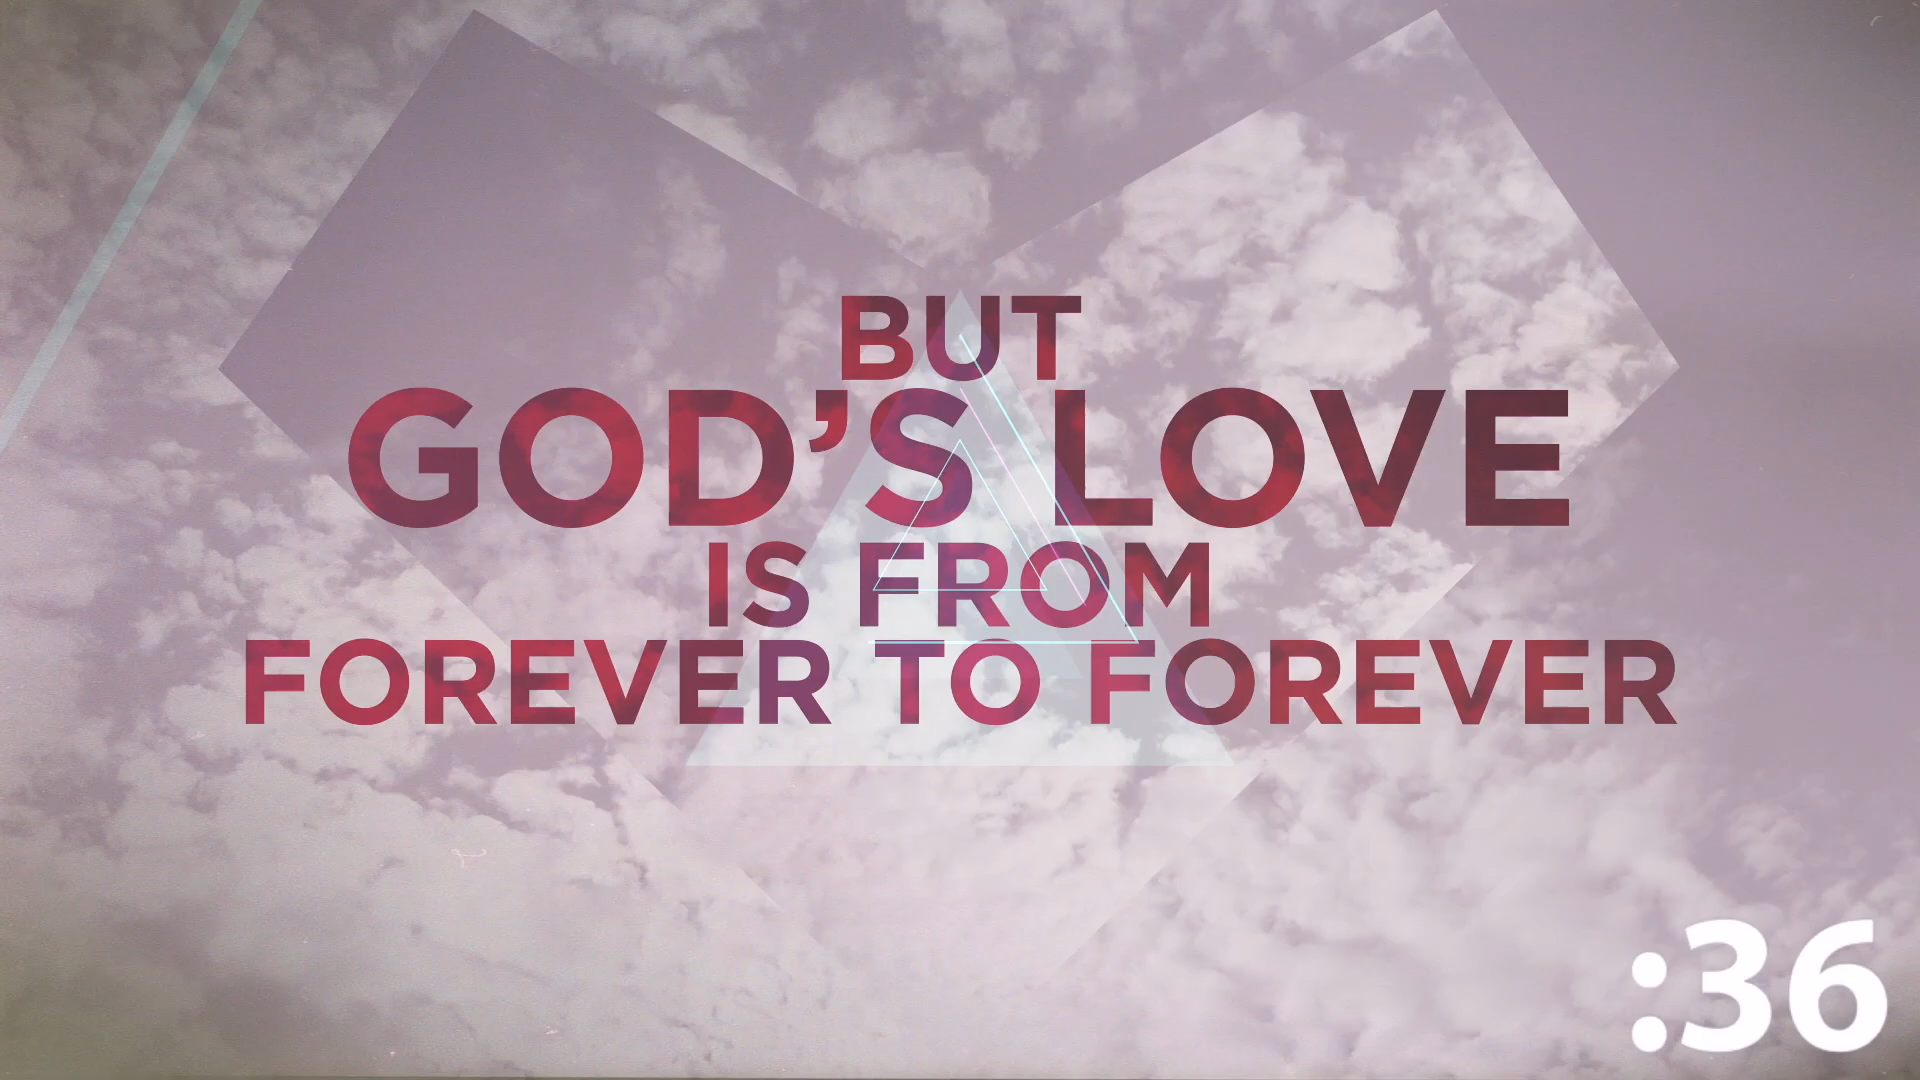 BUT
GOD'S LOVE
IS FROM
FOREVER TO FOREVER
:36